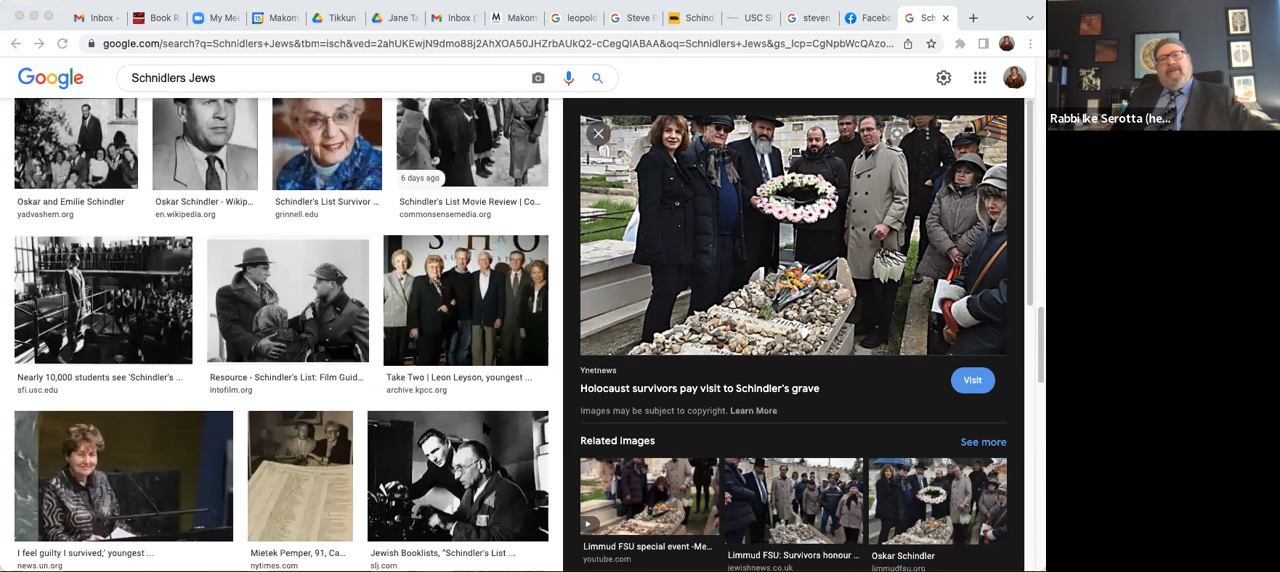 Inbox -
Book R
My Me
Makom
Tikkun
Jane Ta
Inbox (
Makom
leopolo
Steve
Schind
USC S
steven
Faceb
Sch
google.com/search?q=Schnidlers+Jews&tbm=isch&ved=2ahUKEwjN9dmo88j2AhXOA50JHZrbAUkQ2-cCegQIABAA&oq=Schnidlers+Jews&gs_lcp=CgNpbWcQAzo...
Google
Schnidlers Jews
Rabbi Ike Serotta (he...
6 days ago
Oskar and Emilie Schindler
yadvashem.org
Oskar Schindler - Wikip...
en.wikipedia.org
Schindler's List Survivor ...
grinnell.edu
Schindler's List Movie Review | Co...
commonsensemedia.org
Nearly 10,000 students see 'Schindler's ...
sfi.usc.edu
Resource - Schindler's List: Film Guid...
intofilm.org
Take Two | Leon Leyson, youngest ...
archive.kpcc.org
I feel guilty I survived;' youngest ...
news.un.org
Mietek Pemper, 91, Ca...
nytimes.com
Jewish Booklists, "Schindler's List ...
slj.com
Ynetnews
Holocaust survivors pay visit to Schindler's grave
Visit
Images may be subject to copyright. Learn More
Related images
See more
Limmud FSU special event -Me...
youtube.com
Limmud FSU: Survivors honour ...
jewishnews.co.uk
Oskar Schindler
limmudfsu.org